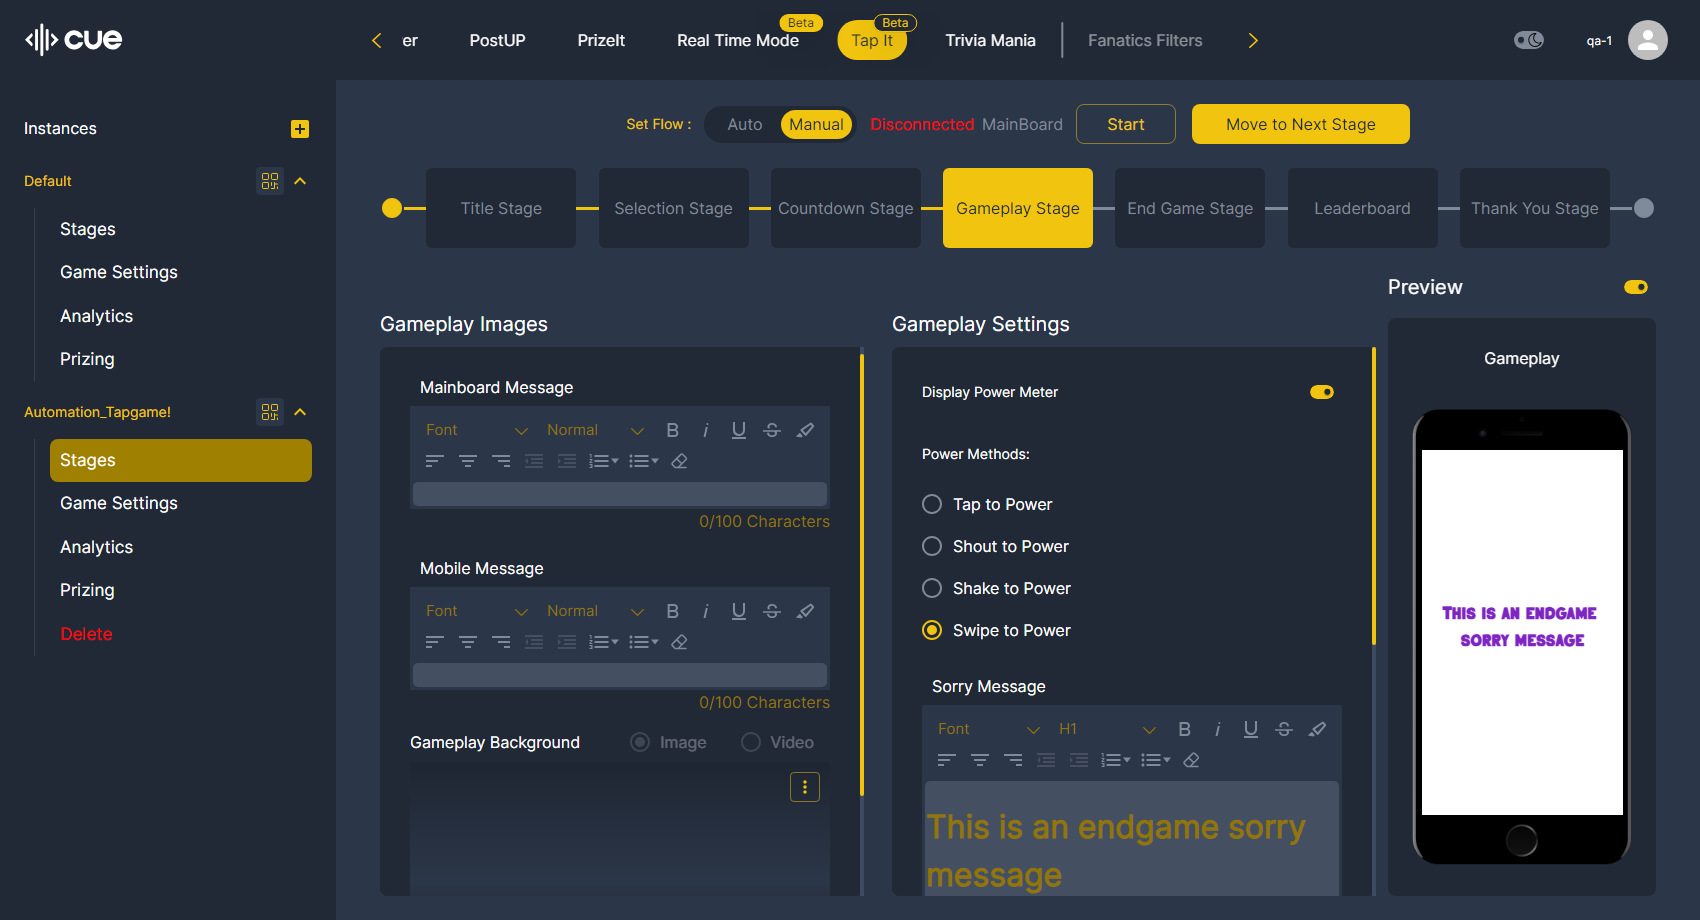 cue
er
PostUP
PrizeIt
Real Time Mode
Beta
Tap It
Beta
Trivia Mania
Fanatics Filters
qa-1
Instances
Default
Stages
Game Settings
Analytics
Prizing
Automation_Tapgame!
Stages
Game Settings
Analytics
Prizing
Delete
Set Flow :
Auto
Manual
Disconnected MainBoard
Start
Move to Next Stage
Title Stage
Selection Stage
Countdown Stage
Gameplay Stage
End Game Stage
Leaderboard
Thank You Stage
Gameplay Images
Mainboard Message
Font
Normal
B
i
U
S
0/100 Characters
Mobile Message
Font
Normal
B
i
U
S
0/100 Characters
Gameplay Background
Image
Video
Gameplay Settings
Display Power Meter
Power Methods:
Tap to Power
Shout to Power
Shake to Power
Swipe to Power
Sorry Message
Font
H1
B
i
U
S
This is an endgame sorry
message
Preview
Gameplay
This is an endgame
sorry message